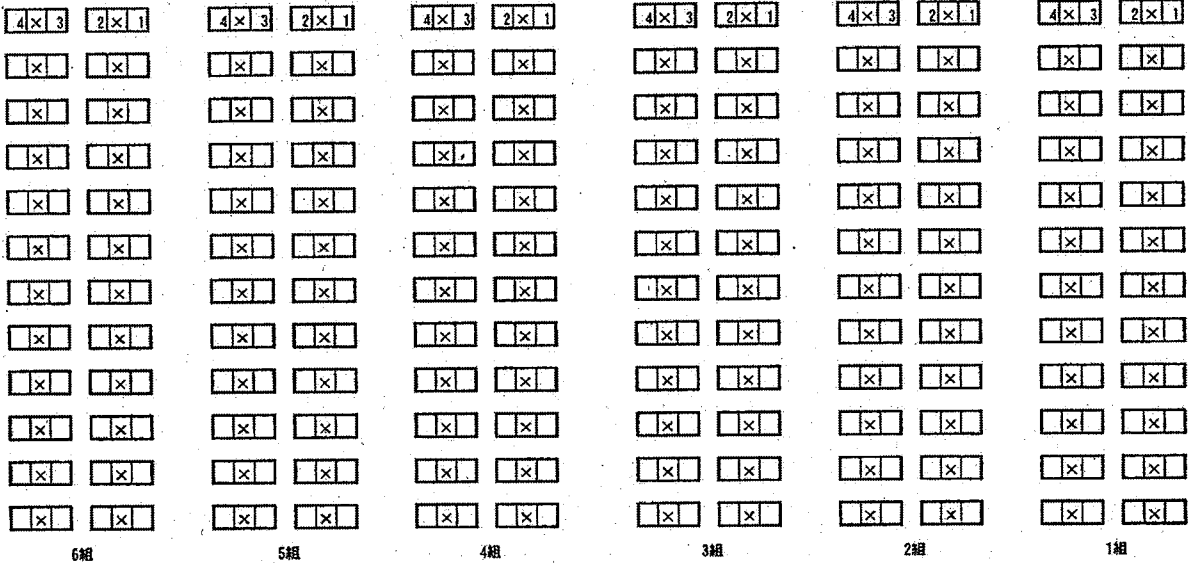 4 × 3 2 × 1 4 × 3 2 × 1 4 × 3 2 × 1 4 × 3 2 × 1 4 × 3 2 × 1 4 × 3 2 × 1
× × × × × × × × × × × ×
× × × × × × × × × × × ×
× × × × × × × × × × × ×
× × × × × × × × × × × ×
× × × × × × × × × × × ×
× × × × × × × × × × × ×
× × × × × × × × × × × ×
× × × × × × × × × × × ×
× × × × × × × × × × × ×
× × × × × × × × × × × ×
× × × × × × × × × × × ×
6組 5組 4組 3組 2組 1組